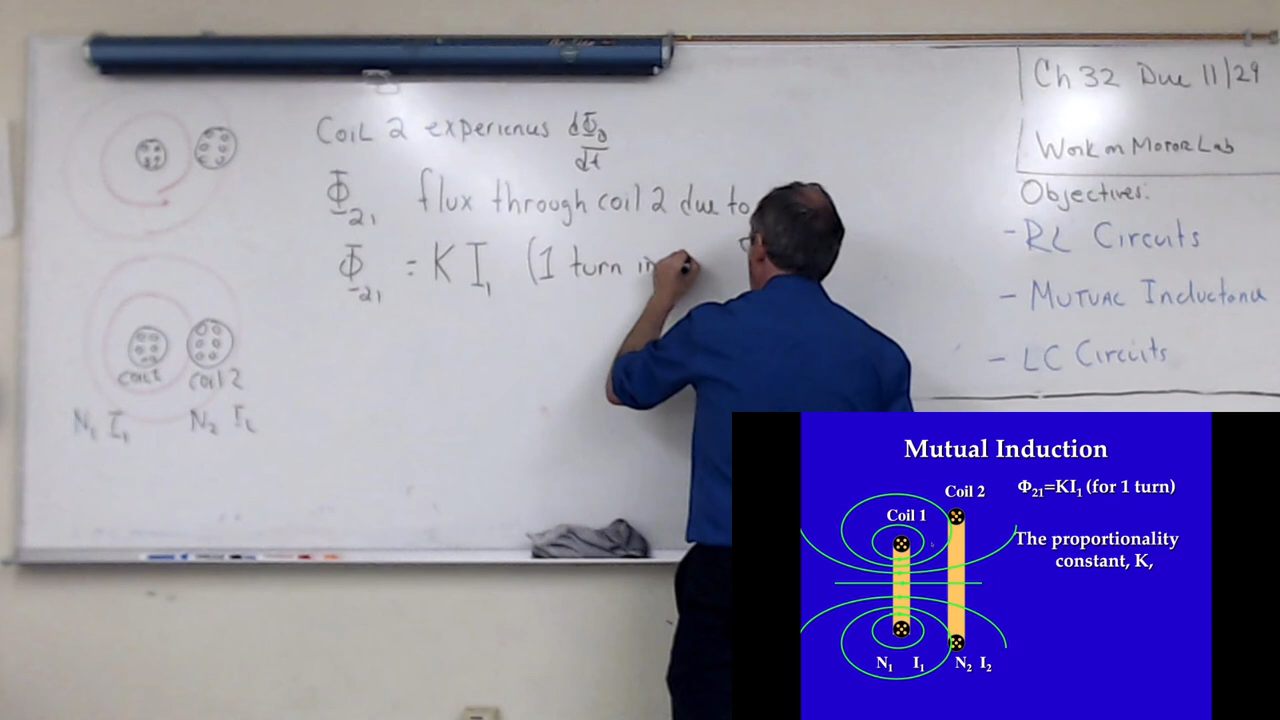 Coil 2 experiences dΦB
dt
Φ21 flux through coil 2 due to
Φ21 = K I1 (1 turn in
coil 2
N1 I1 N2 I2
Ch 32 Due 11/29
Work on Motor Lab
Objectives:
- RL Circuits
- Mutual Inductance
- LC Circuits
Mutual Induction
Φ21=KI1 (for 1 turn)
Coil 2
Coil 1
The proportionality
constant, K,
N1 I1 N2 I2